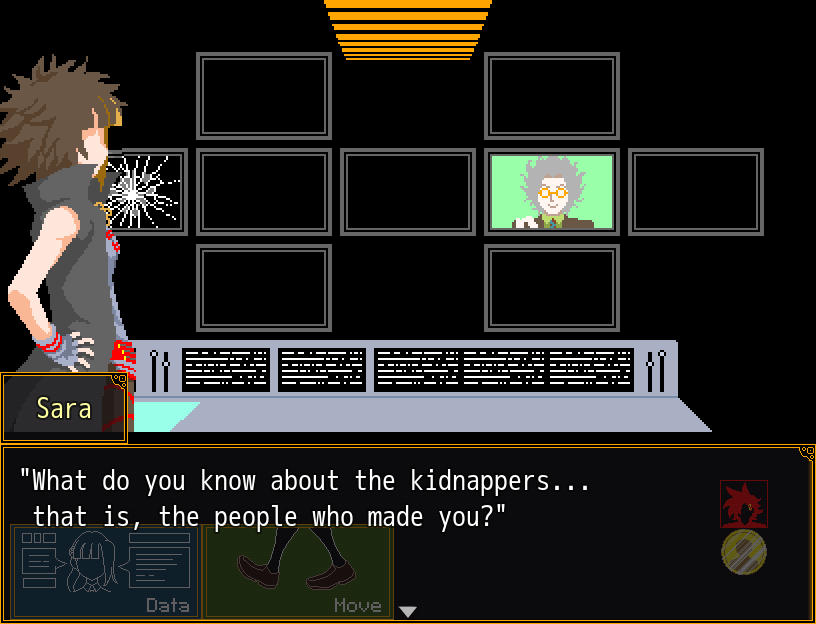 Sara
"What do you know about the kidnappers...
that is, the people who made you?"
Data
Move